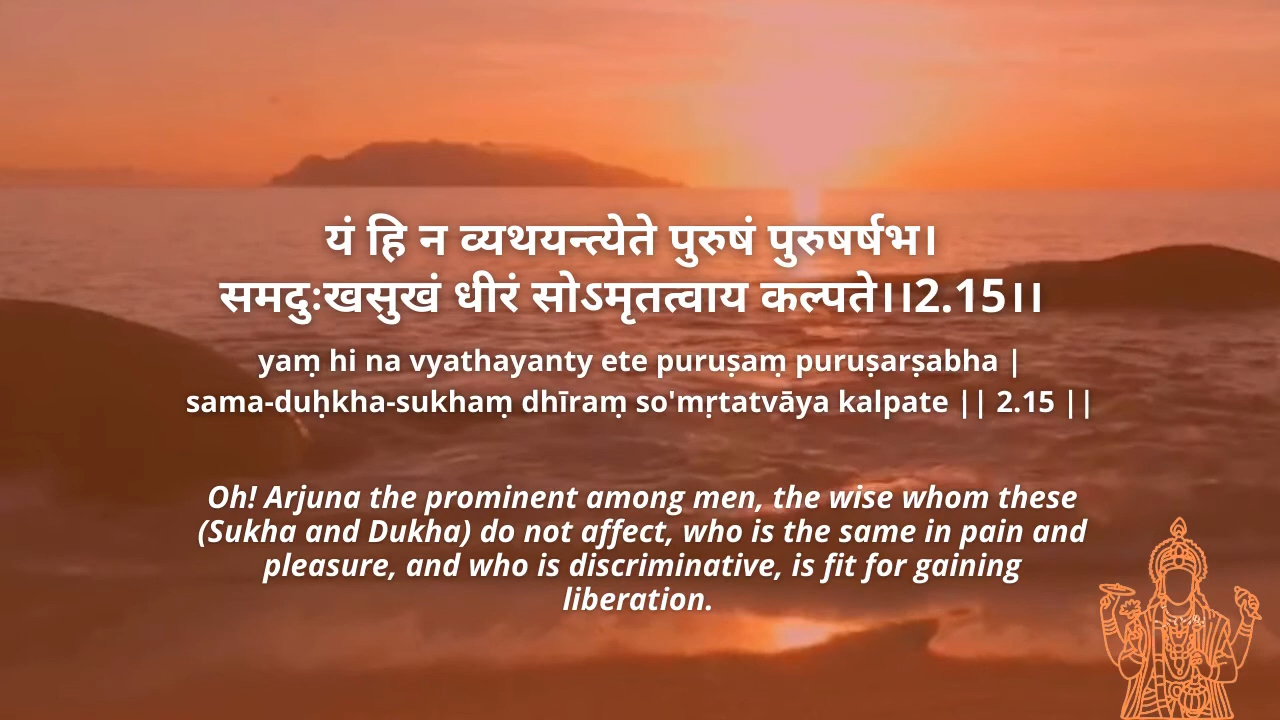 यं हि न व्यथयन्त्येते पुरुषं पुरुषर्षभ।
समदुःखसुखं धीरं सोऽमृतत्वाय कल्पते।।2.15।।
yaṃ hi na vyathayanty ete puruṣaṃ puruṣarṣabha |
sama-duḥkha-sukhaṃ dhīraṃ so'mṛtatvāya kalpate || 2.15 ||
Oh! Arjuna the prominent among men, the wise whom these
(Sukha and Dukha) do not affect, who is the same in pain and
pleasure, and who is discriminative, is fit for gaining
liberation.